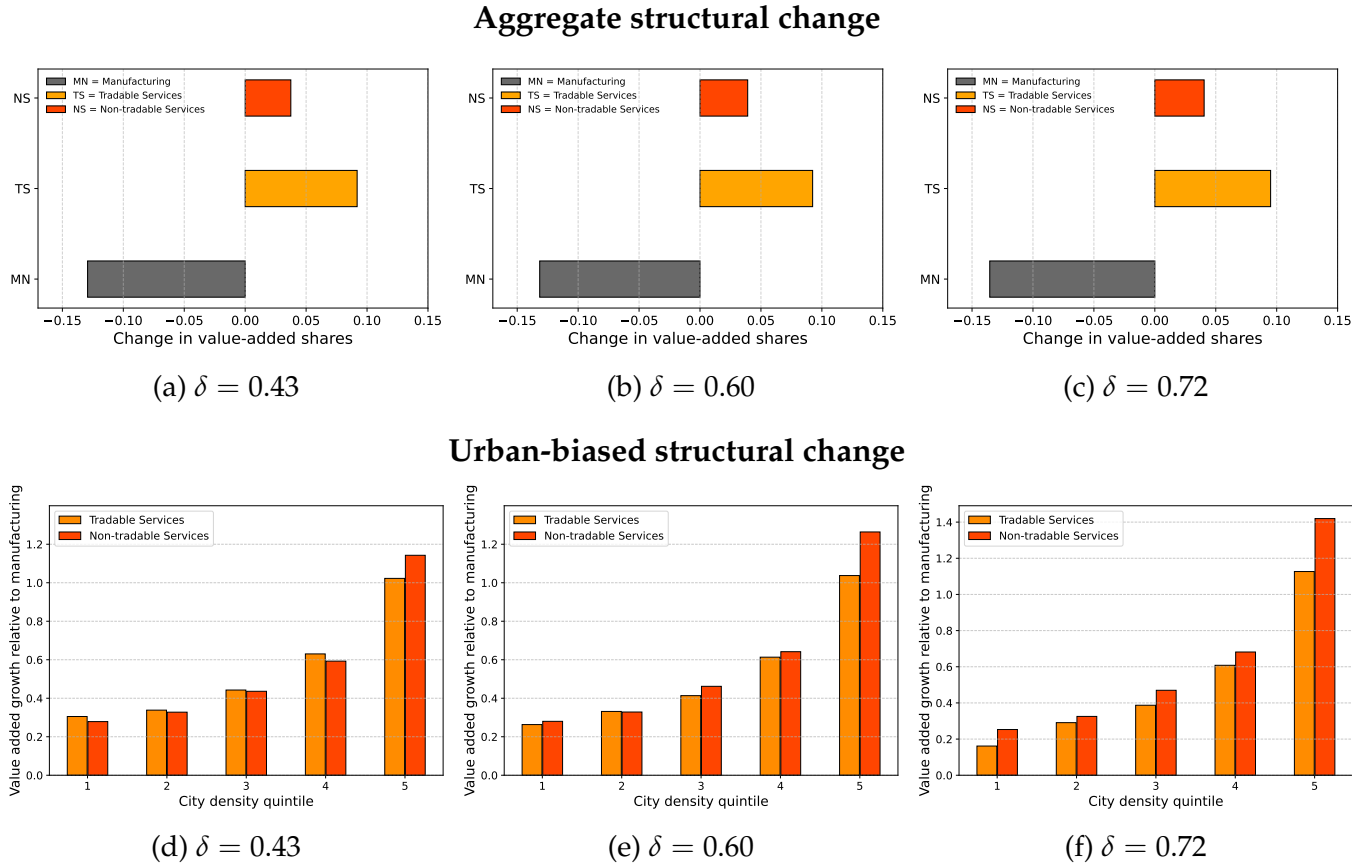 Aggregate structural change
MN = Manufacturing
TS = Tradable Services
NS = Non-tradable Services
NS
TS
MN
−0.15 −0.10 −0.05 0.00 0.05 0.10 0.15
Change in value-added shares
(a) δ = 0.43
MN = Manufacturing
TS = Tradable Services
NS = Non-tradable Services
NS
TS
MN
−0.15 −0.10 −0.05 0.00 0.05 0.10 0.15
Change in value-added shares
(b) δ = 0.60
MN = Manufacturing
TS = Tradable Services
NS = Non-tradable Services
NS
TS
MN
−0.15 −0.10 −0.05 0.00 0.05 0.10 0.15
Change in value-added shares
(c) δ = 0.72
Urban-biased structural change
Value added growth relative to manufacturing
Tradable Services
Non-tradable Services
1.2
1.0
0.8
0.6
0.4
0.2
0.0
1 2 3 4 5
City density quintile
(d) δ = 0.43
Value added growth relative to manufacturing
Tradable Services
Non-tradable Services
1.2
1.0
0.8
0.6
0.4
0.2
0.0
1 2 3 4 5
City density quintile
(e) δ = 0.60
Value added growth relative to manufacturing
Tradable Services
Non-tradable Services
1.4
1.2
1.0
0.8
0.6
0.4
0.2
0.0
1 2 3 4 5
City density quintile
(f) δ = 0.72